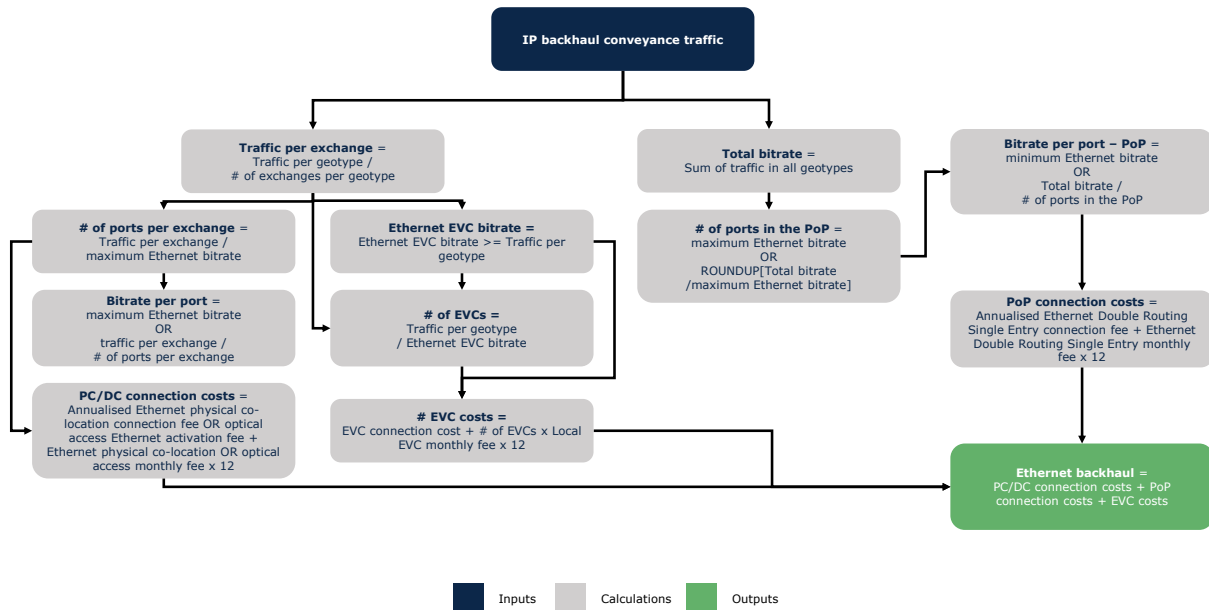 IP backhaul conveyance traffic
Traffic per exchange =
Traffic per geotype /
# of exchanges per geotype
Total bitrate =
Sum of traffic in all geotypes
Bitrate per port – PoP =
minimum Ethernet bitrate
OR
Total bitrate /
# of ports in the PoP
# of ports per exchange =
Traffic per exchange /
maximum Ethernet bitrate
Ethernet EVC bitrate =
Ethernet EVC bitrate >= Traffic per
geotype
# of ports in the PoP =
maximum Ethernet bitrate
OR
ROUNDUP[Total bitrate
/maximum Ethernet bitrate]
Bitrate per port =
maximum Ethernet bitrate
OR
traffic per exchange /
# of ports per exchange
# of EVCs =
Traffic per geotype
/ Ethernet EVC bitrate
PoP connection costs =
Annualised Ethernet Double Routing
Single Entry connection fee + Ethernet
Double Routing Single Entry monthly
fee x 12
PC/DC connection costs =
Annualised Ethernet physical co-
location connection fee OR optical
access Ethernet activation fee +
Ethernet physical co-location OR optical
access monthly fee x 12
# EVC costs =
EVC connection cost + # of EVCs x Local
EVC monthly fee x 12
Ethernet backhaul =
PC/DC connection costs + PoP
connection costs + EVC costs
Inputs
Calculations
Outputs